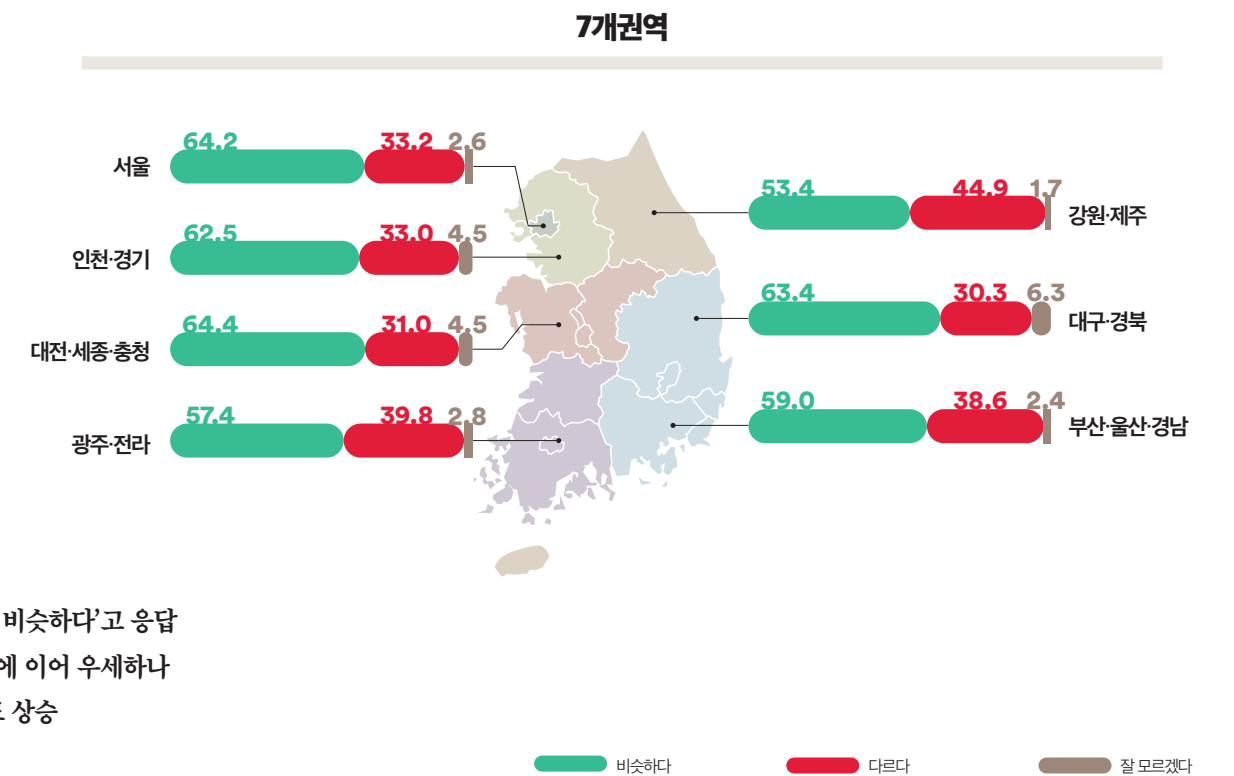 7개권역
64.2 33.2 2.6
서울
62.5 33.0 4.5
인천·경기
64.4 31.0 4.5
대전·세종·충청
57.4 39.8 2.8
광주·전라
53.4 44.9 1.7
강원·제주
63.4 30.3 6.3
대구·경북
59.0 38.6 2.4
부산·울산·경남
비슷하다’고 응답
에 이어 우세하나
상승
비슷하다 다르다 잘 모르겠다